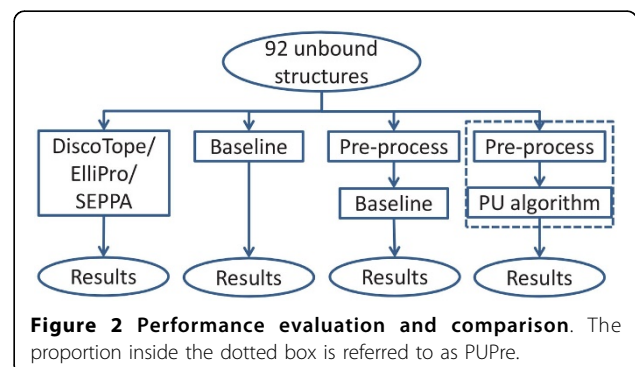 92 unbound
structures
DiscoTope/
ElliPro/
SEPPA
Baseline
Pre-process
Pre-process
Baseline
PU algorithm
Results
Results
Results
Results
Figure 2 Performance evaluation and comparison. The
proportion inside the dotted box is referred to as PUPre.